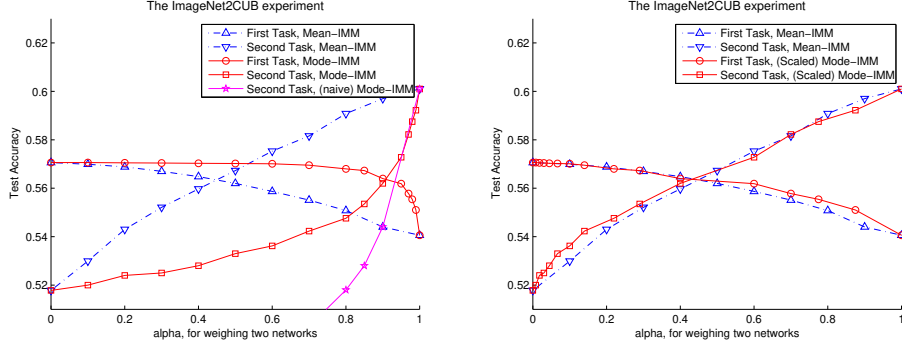 The ImageNet2CUB experiment
First Task, Mean-IMM
Second Task, Mean-IMM
First Task, Mode-IMM
Second Task, Mode-IMM
Second Task, (naive) Mode-IMM
Test Accuracy
0.62
0.6
0.58
0.56
0.54
0.52
0 0.2 0.4 0.6 0.8 1
alpha, for weighing two networks
The ImageNet2CUB experiment
First Task, Mean-IMM
Second Task, Mean-IMM
First Task, (Scaled) Mode-IMM
Second Task, (Scaled) Mode-IMM
Test Accuracy
0.62
0.6
0.58
0.56
0.54
0.52
0 0.2 0.4 0.6 0.8 1
alpha, for weighing two networks